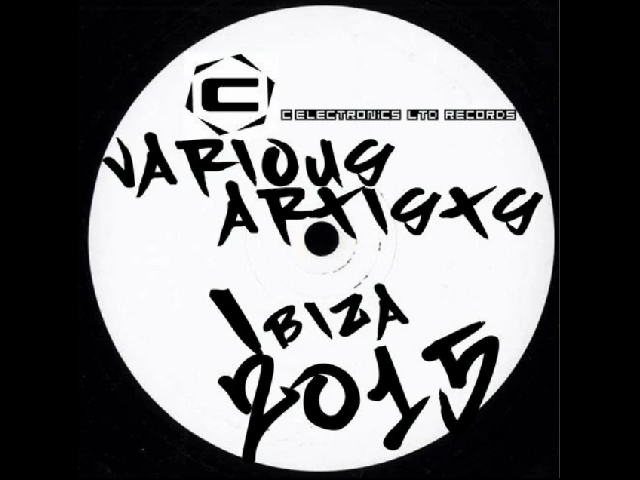 C
C ELECTRONICS LTD RECORDS
VARIOUS
ARTISTS
IBIZA
2015